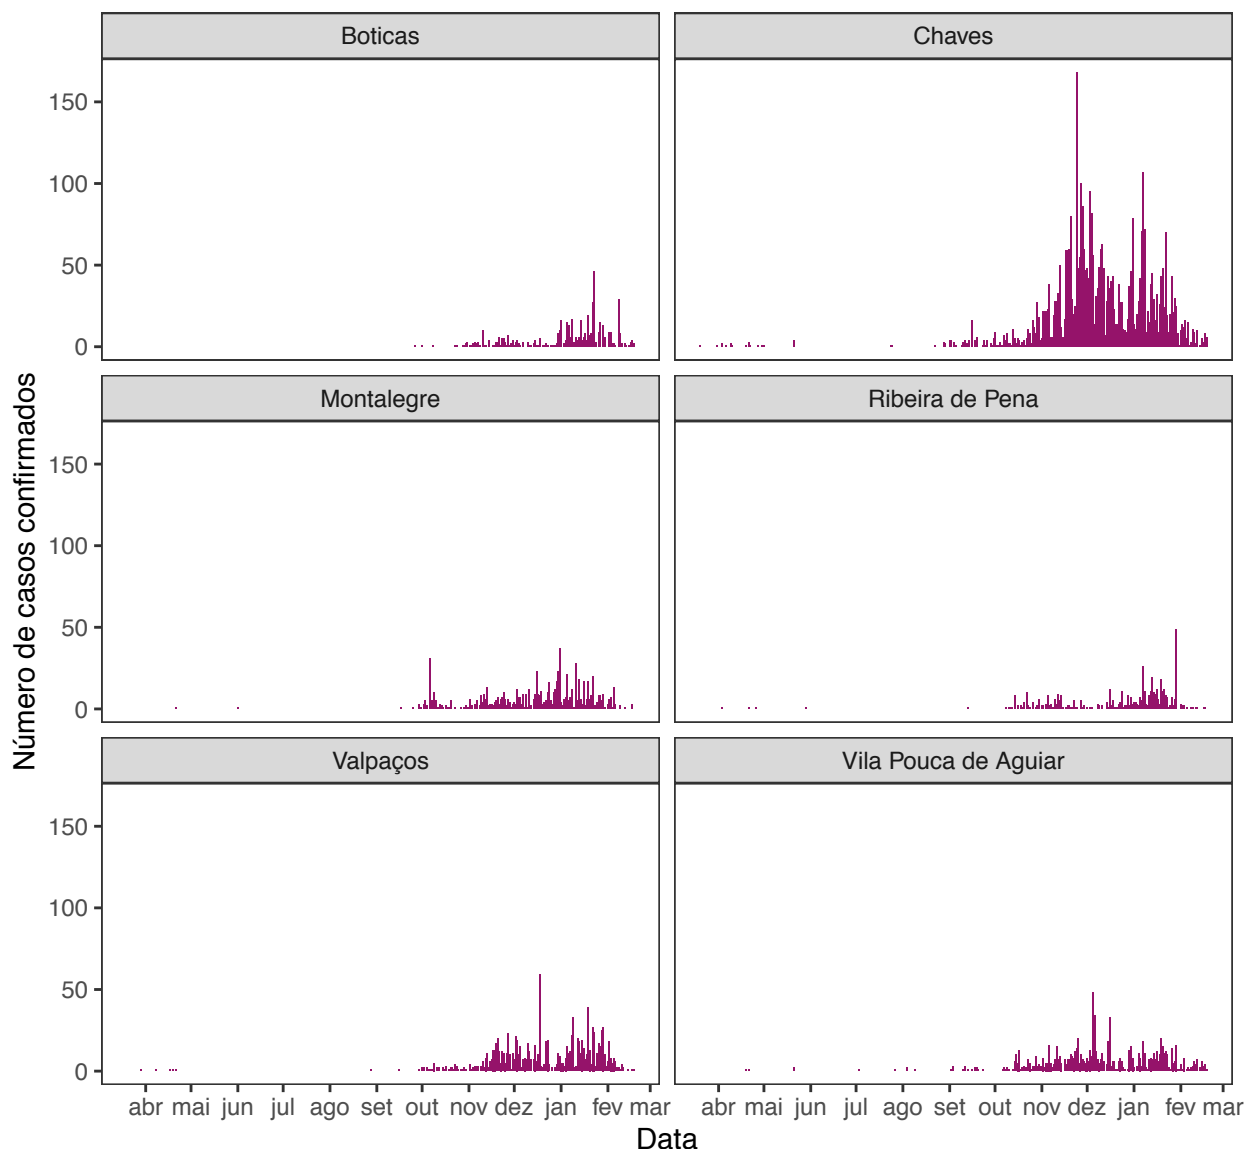 Boticas
Chaves
150
100
50
0
Montalegre
Ribeira de Pena
150
100
50
0
Valpaços
Vila Pouca de Aguiar
150
100
50
0
abr mai jun jul ago set out nov dez jan fev mar
abr mai jun jul ago set out nov dez jan fev mar
Data
Número de casos confirmados